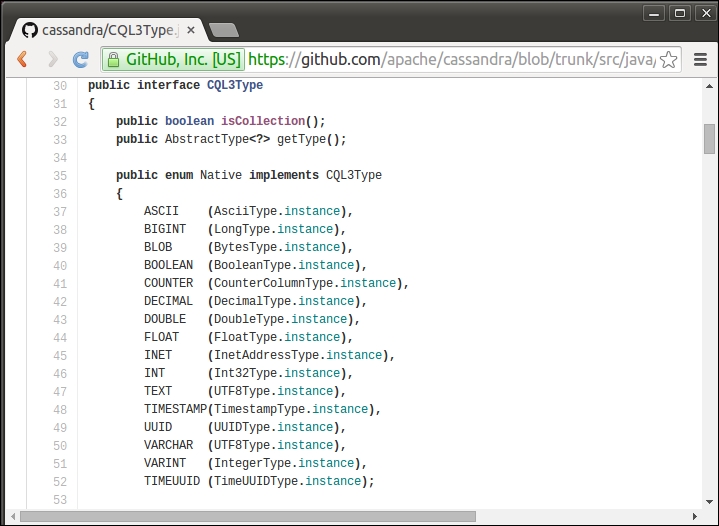 cassandra/CQL3Type.
GitHub, Inc. [US] https://github.com/apache/cassandra/blob/trunk/src/java/
30 public interface CQL3Type
31 {
32     public boolean isCollection();
33     public AbstractType<?> getType();
34
35     public enum Native implements CQL3Type
36     {
37         ASCII    (AsciiType.instance),
38         BIGINT   (LongType.instance),
39         BLOB     (BytesType.instance),
40         BOOLEAN  (BooleanType.instance),
41         COUNTER  (CounterColumnType.instance),
42         DECIMAL  (DecimalType.instance),
43         DOUBLE   (DoubleType.instance),
44         FLOAT    (FloatType.instance),
45         INET     (InetAddressType.instance),
46         INT      (Int32Type.instance),
47         TEXT     (UTF8Type.instance),
48         TIMESTAMP(TimestampType.instance),
49         UUID     (UUIDType.instance),
50         VARCHAR  (UTF8Type.instance),
51         VARINT   (IntegerType.instance),
52         TIMEUUID (TimeUUIDType.instance);
53